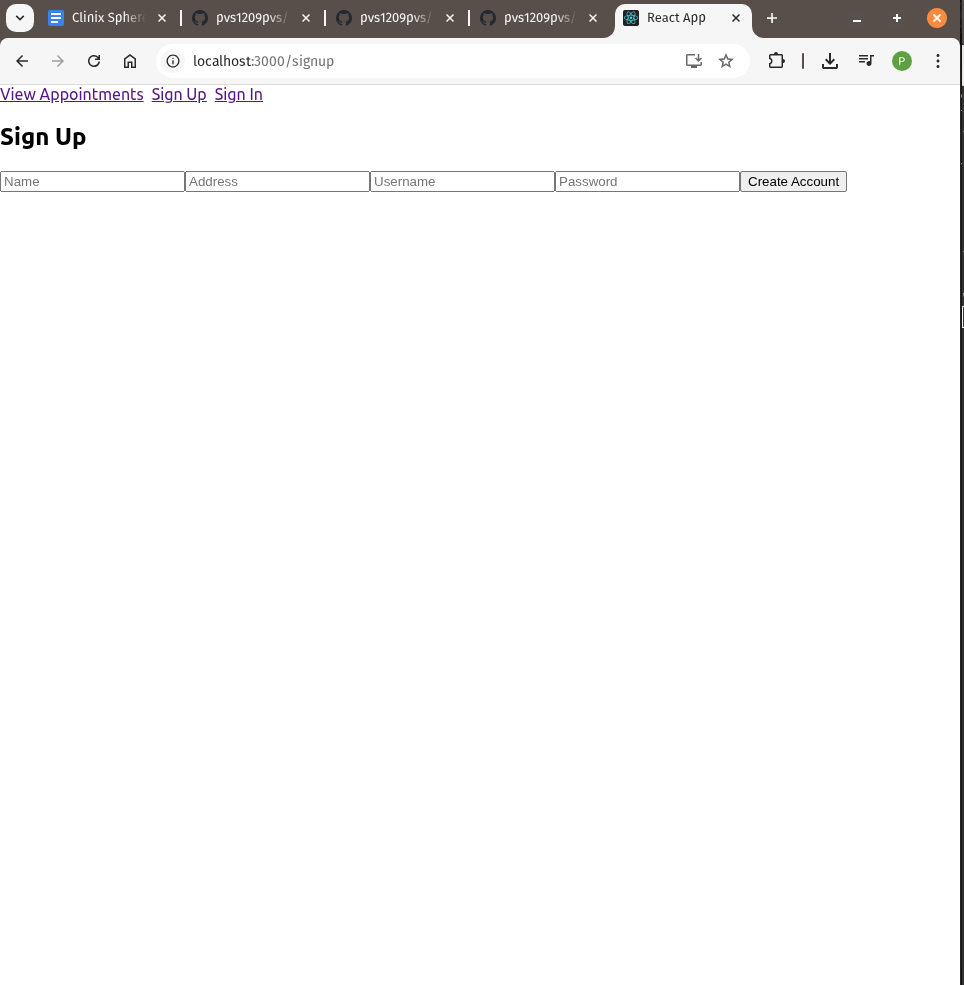 Clinix Spher pvs1209pvs/ pvs1209pvs/ pvs1209pvs/ React App
localhost:3000/signup P
View Appointments Sign Up Sign In
Sign Up
Name Address Username Password Create Account